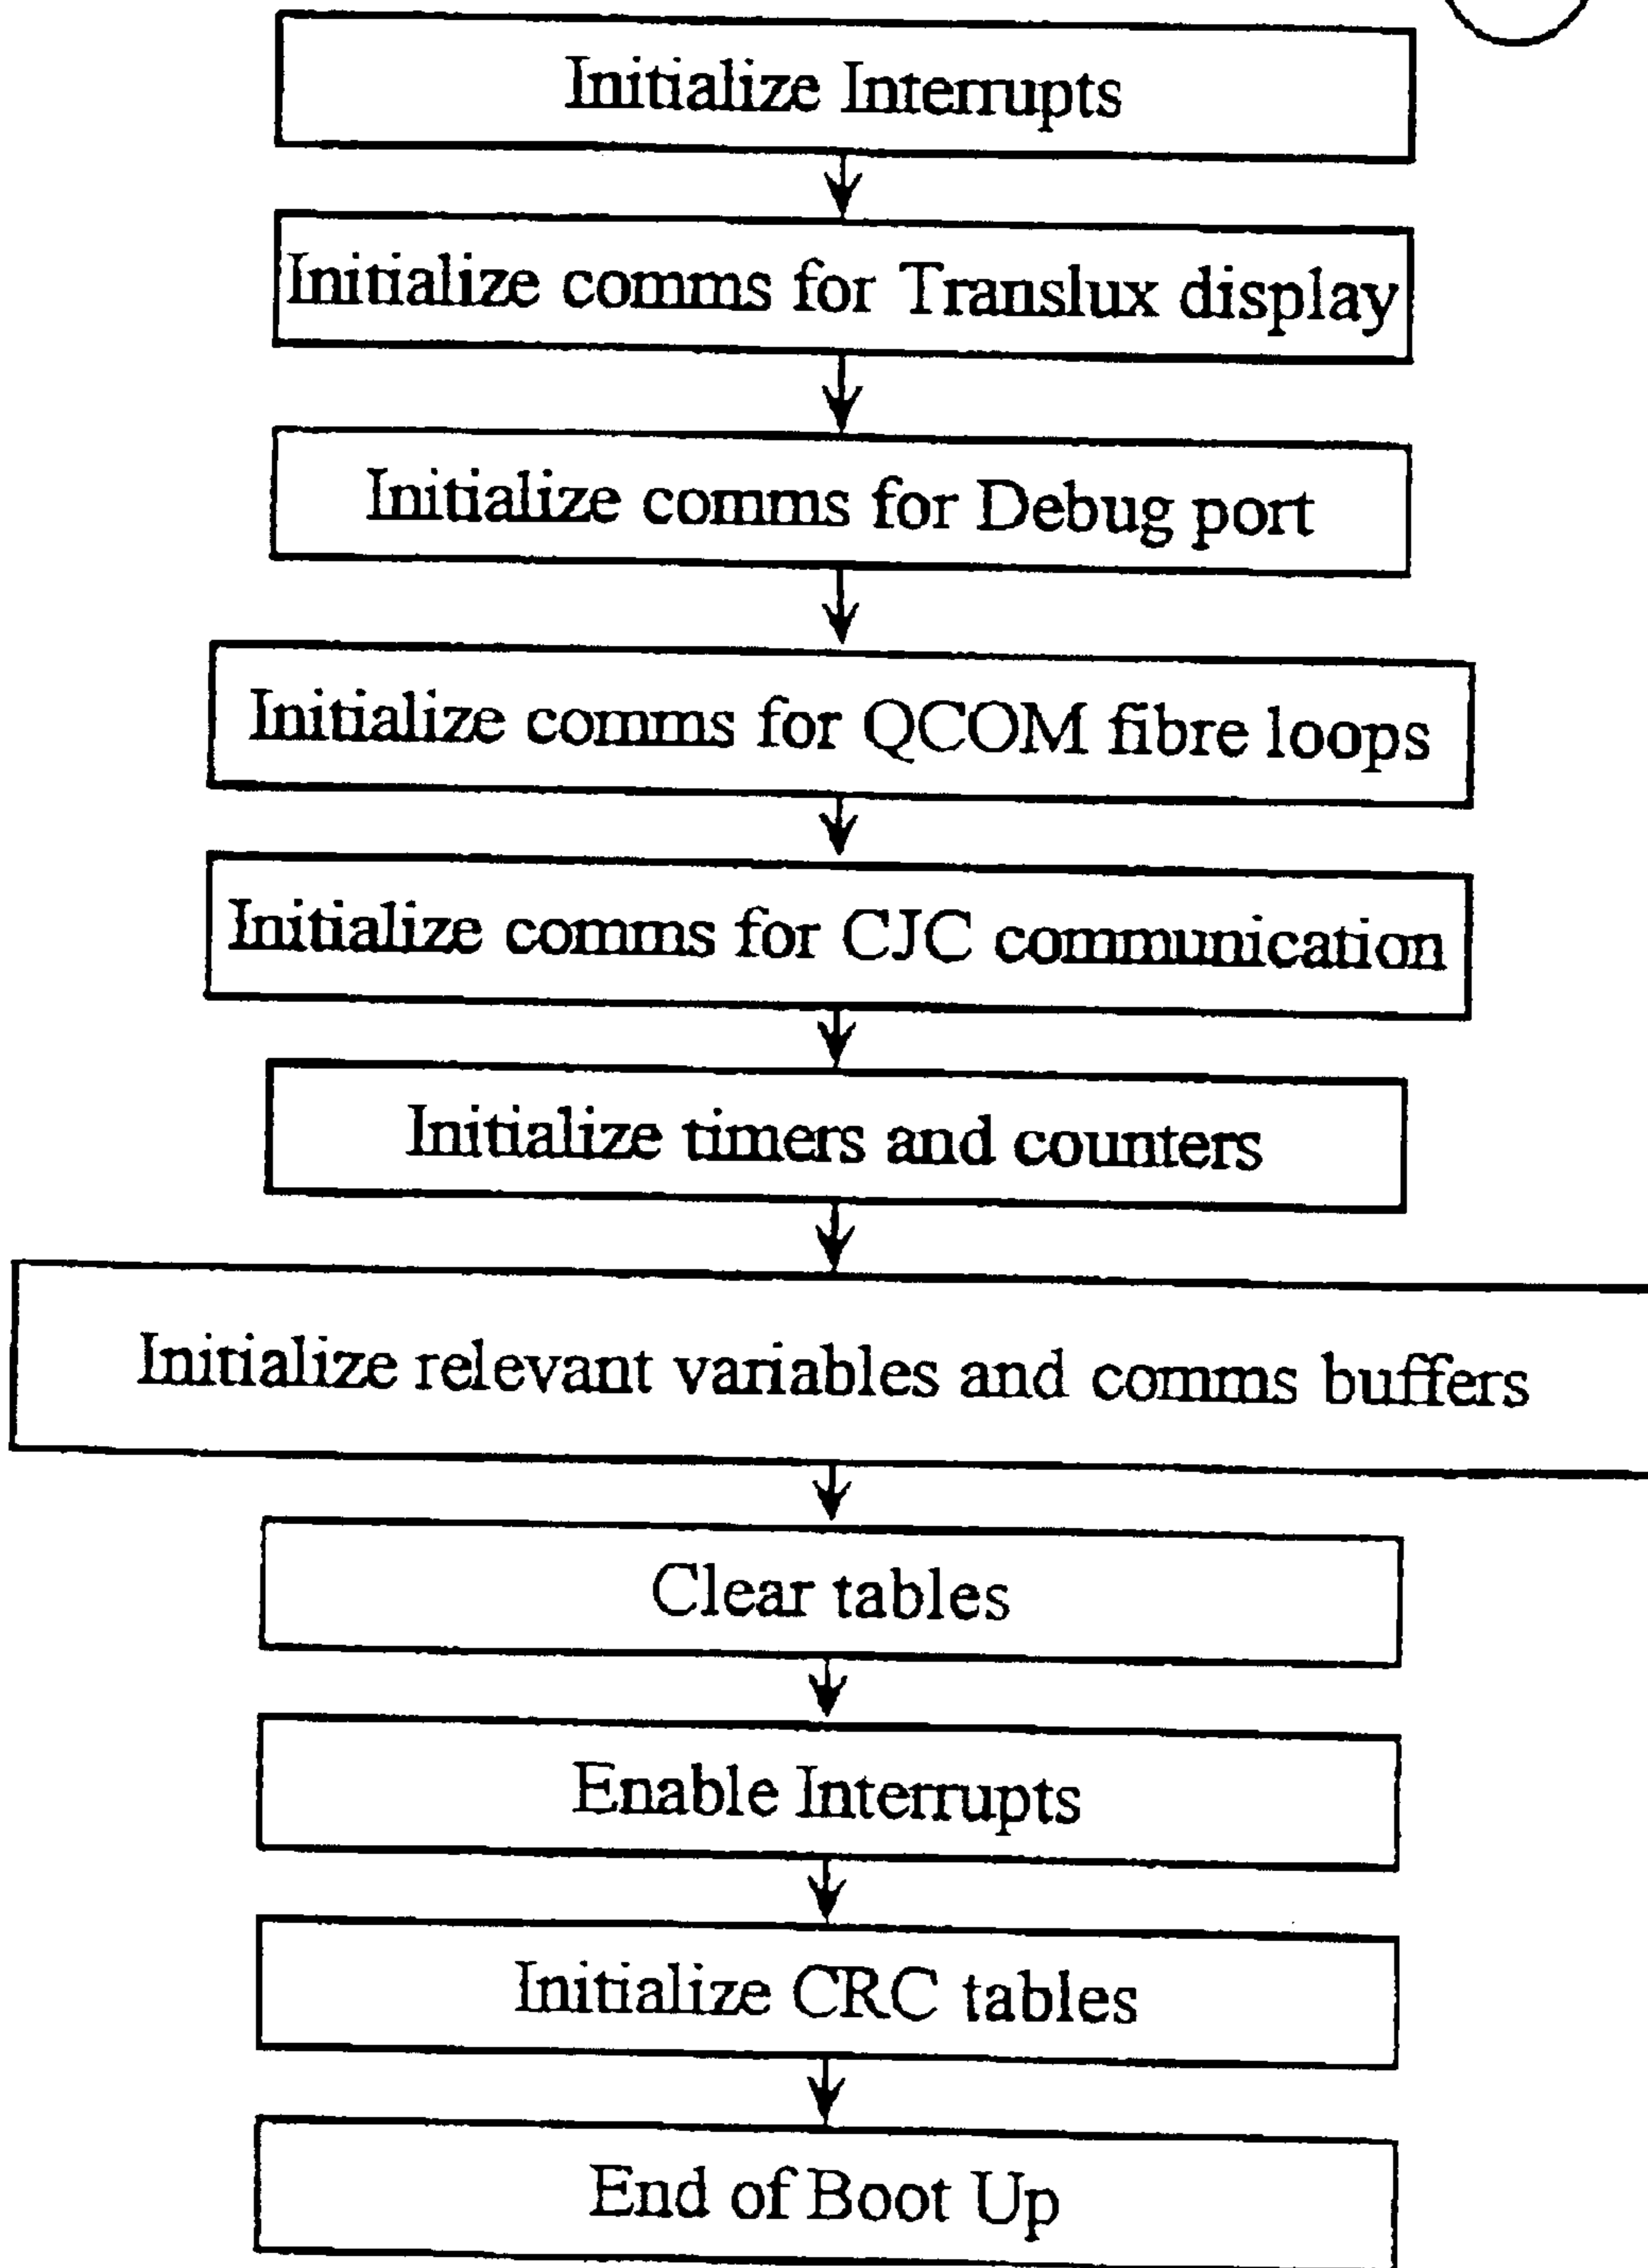 Initialize Interrupts
Initialize comms for Translux display
Initialize comms for Debug port
Initialize comms for QCOM fibre loops
Initialize comms for CJC communication
Initialize timers and counters
Initialize relevant variables and comms buffers
Clear tables
Enable Interrupts
Initialize CRC tables
End of Boot Up